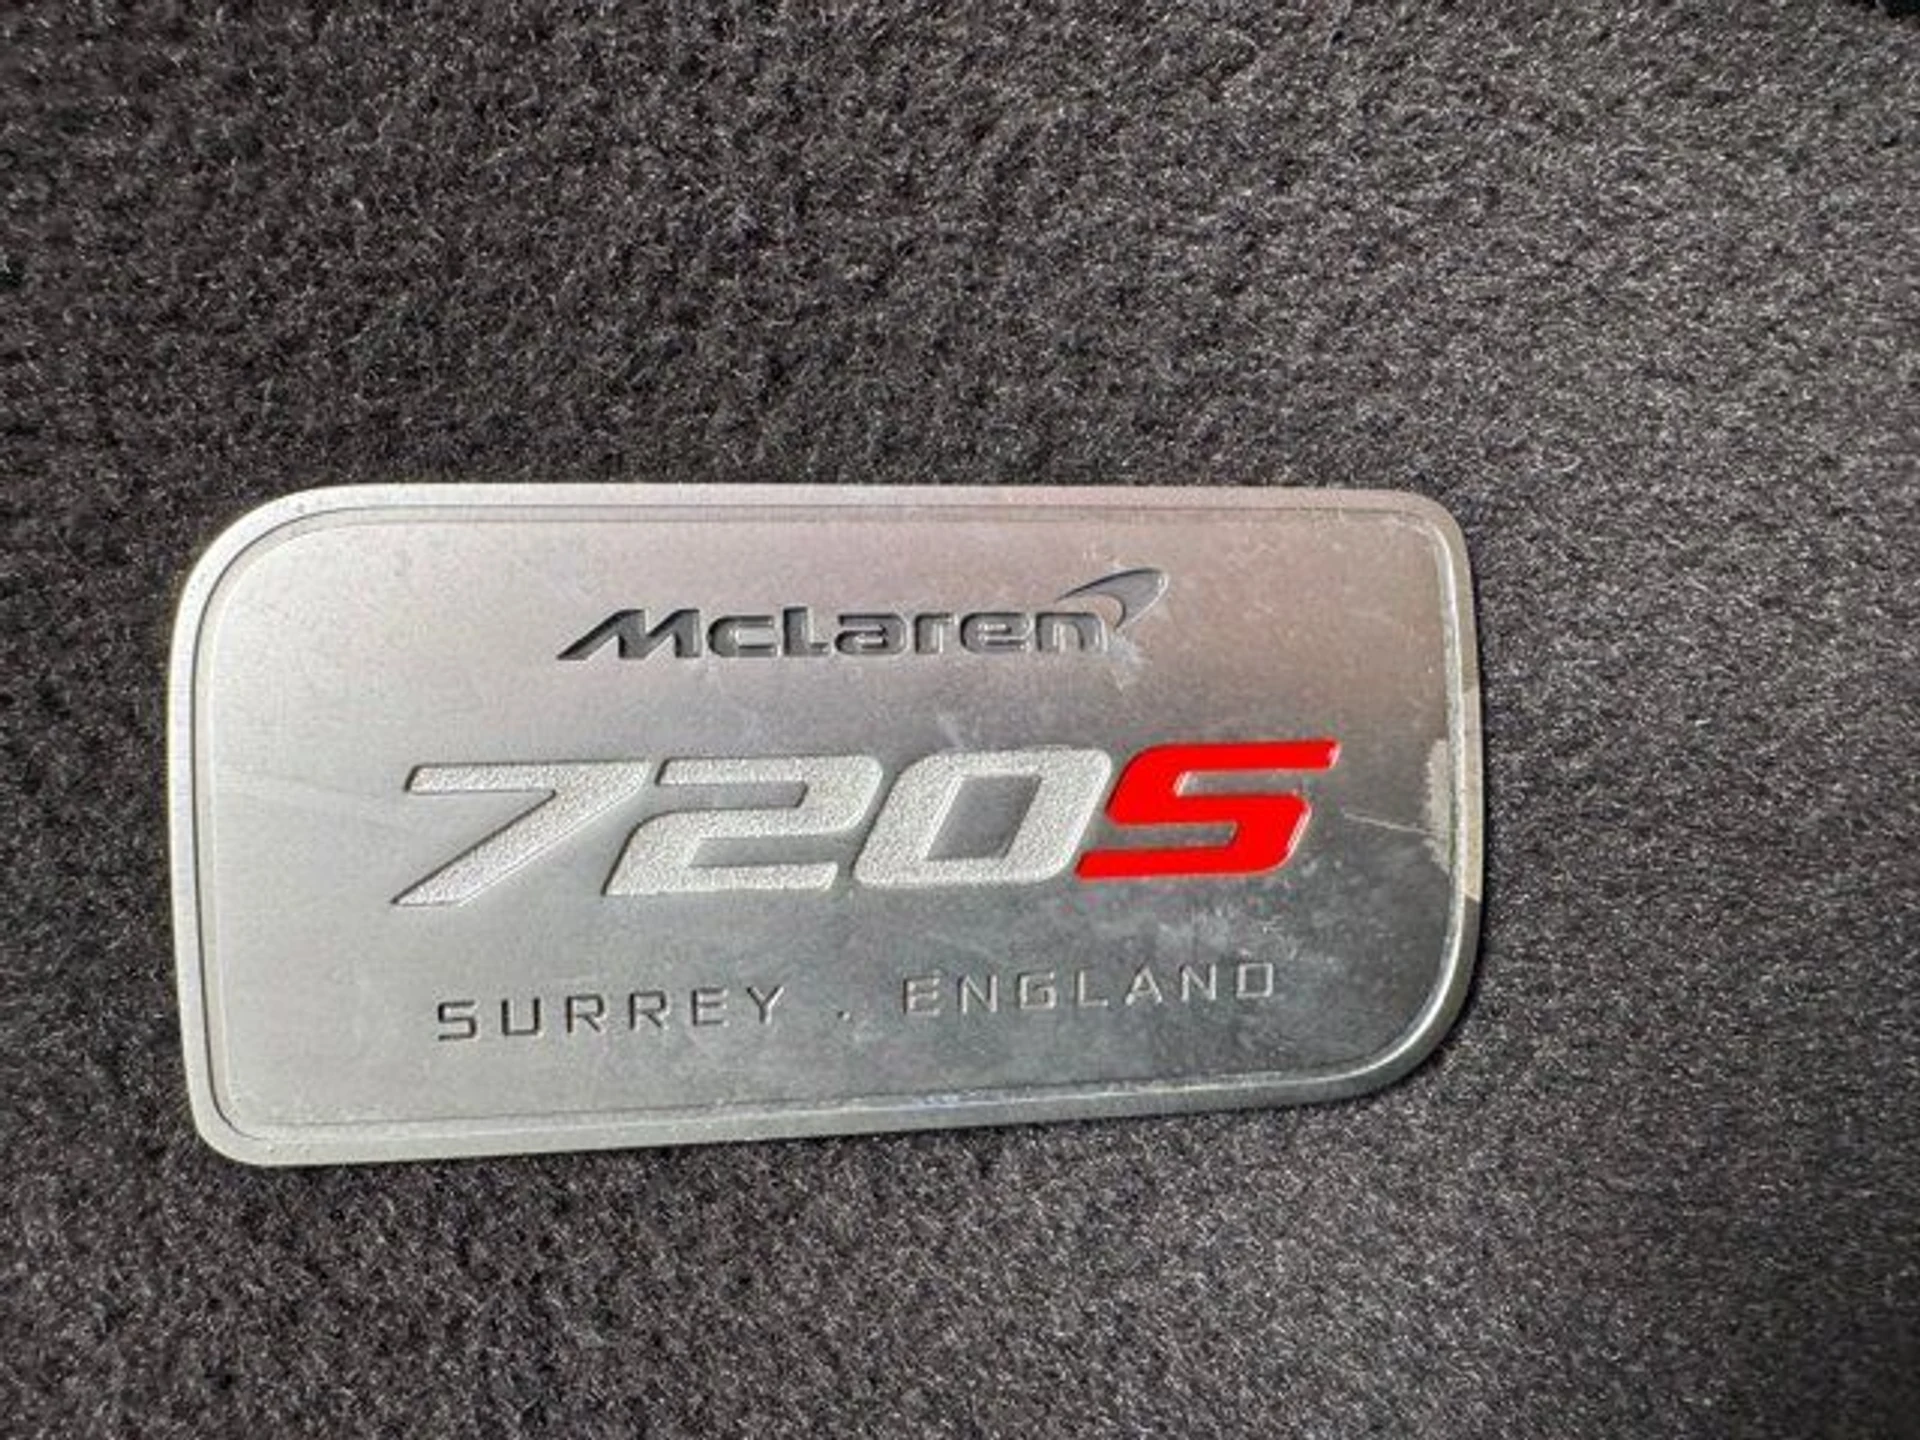 McLaren
720S
SURREY . ENGLAND